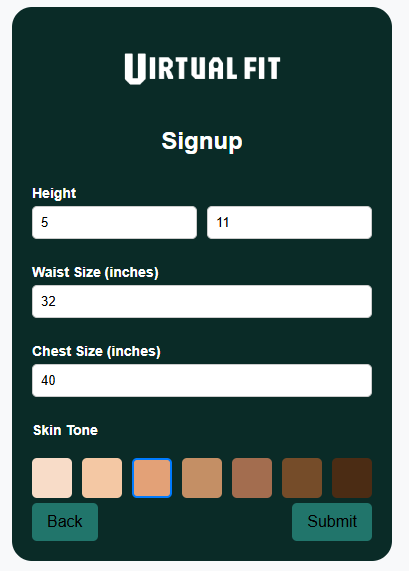 VIRTUAL FIT
Signup
Height
5 11
Waist Size (inches)
32
Chest Size (inches)
40
Skin Tone
Back Submit